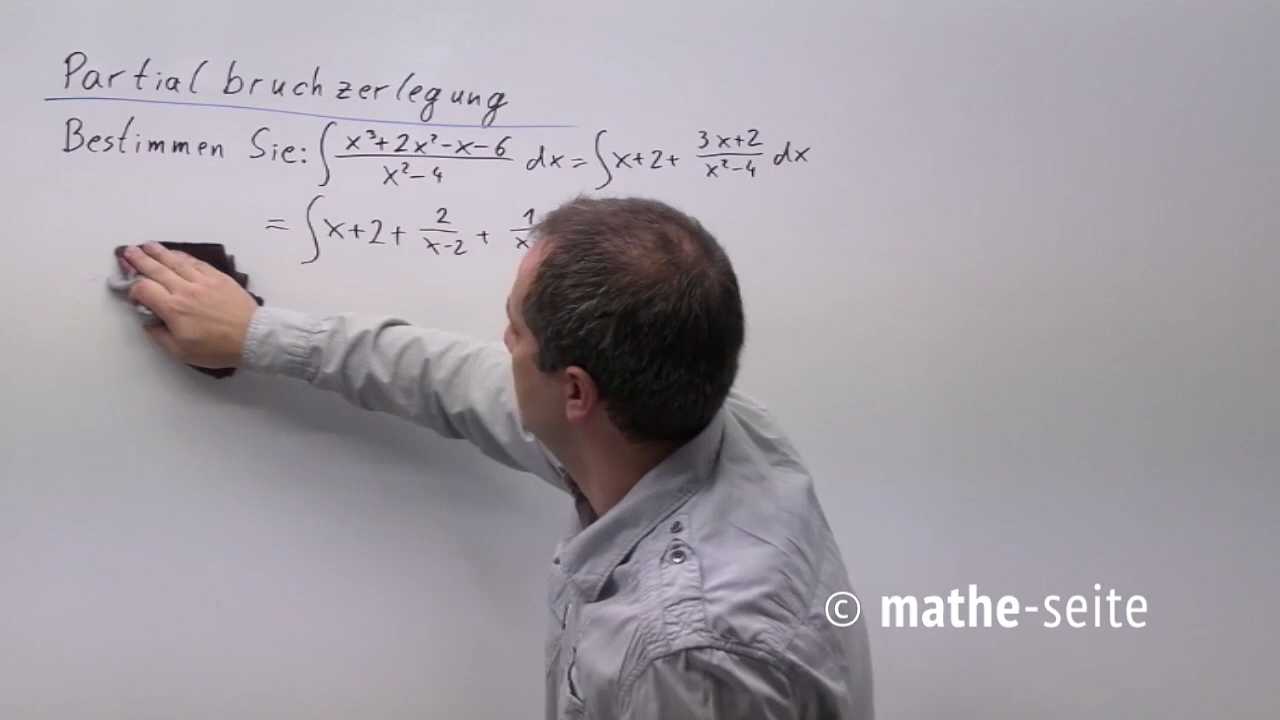 Partialbruchzerlegung
Bestimmen Sie: ∫ (x³+2x²-x-6)/(x²-4) dx = ∫ x+2+ (3x+2)/(x²-4) dx
= ∫ x+2+ 2/(x-2) + 1/x
© mathe-seite